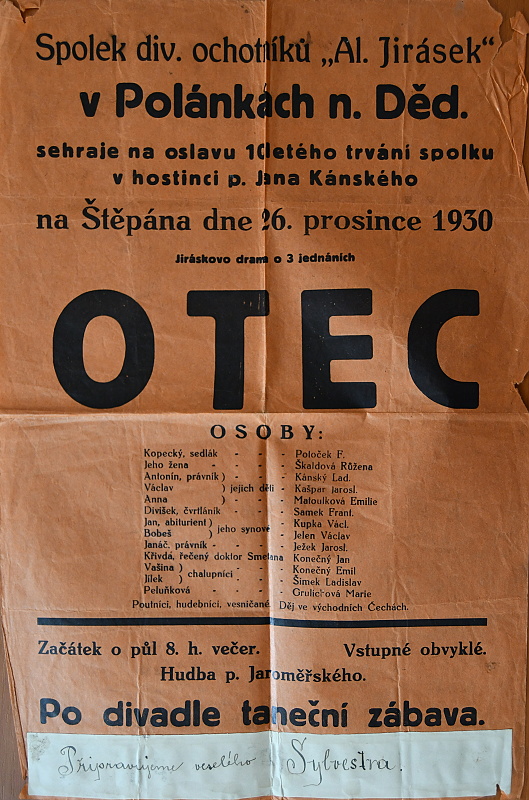 Spolek div. ochotníků „Al. Jirásek“
v Polánkách n. Děd.
sehraje na oslavu 10letého trvání spolku
v hostinci p. Jana Kánského
na Štěpána dne 26. prosince 1930
Jiráskovo drama o 3 jednáních
OTEC
OSOBY:
Kopecký, sedlák - - - Poloček F.
Jeho žena - - - - Škaldová Růžena
Antonín, právník ) - - - Kánský Lad.
Václav ) jejich děti - Kašpar Jarosl.
Anna ) - - - Matoulková Emilie
Divíšek, čtvrtláník - - - Samek Frant.
Jan, abiturient ) jeho synové - Kupka Václ.
Bobeš ) - Jelen Václav
Janáč, právník - - - - Ježek Jarosl.
Křivda, řečený doktor Smetana Konečný Jan
Vašina ) chalupníci - - Konečný Emil
Jílek ) - - Šimek Ladislav
Peluňková - - - - Grulichová Marie
Poutníci, hudebníci, vesničané. Děj ve východních Čechách.
Začátek o půl 8. h. večer. Vstupné obvyklé.
Hudba p. Jaroměřského.
Po divadle taneční zábava.
Připravujeme veselého Sylvestra.